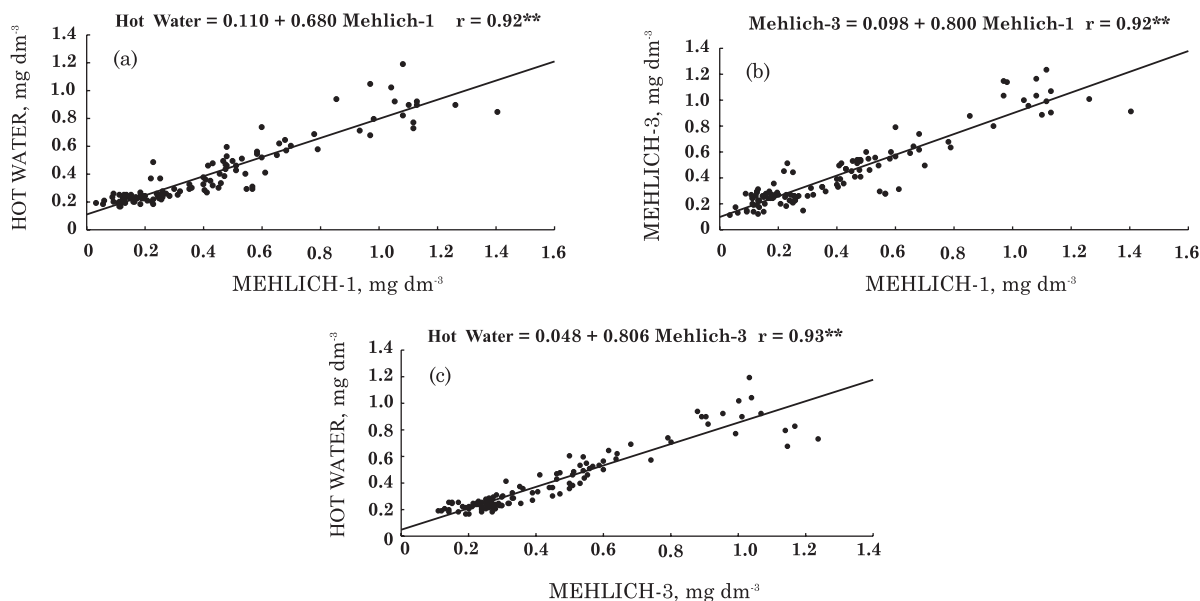 Hot Water = 0.110 + 0.680 Mehlich-1 r = 0.92**
(a)
HOT WATER, mg dm⁻³
1.4
1.2
1.0
0.8
0.6
0.4
0.2
0
0 0.2 0.4 0.6 0.8 1.0 1.2 1.4 1.6
MEHLICH-1, mg dm⁻³
Mehlich-3 = 0.098 + 0.800 Mehlich-1 r = 0.92**
(b)
MEHLICH-3, mg dm⁻³
1.4
1.2
1.0
0.8
0.6
0.4
0.2
0
0 0.2 0.4 0.6 0.8 1.0 1.2 1.4 1.6
MEHLICH-1, mg dm⁻³
Hot Water = 0.048 + 0.806 Mehlich-3 r = 0.93**
(c)
HOT WATER, mg dm⁻³
1.4
1.2
1.0
0.8
0.6
0.4
0.2
0
0 0.2 0.4 0.6 0.8 1.0 1.2 1.4
MEHLICH-3, mg dm⁻³